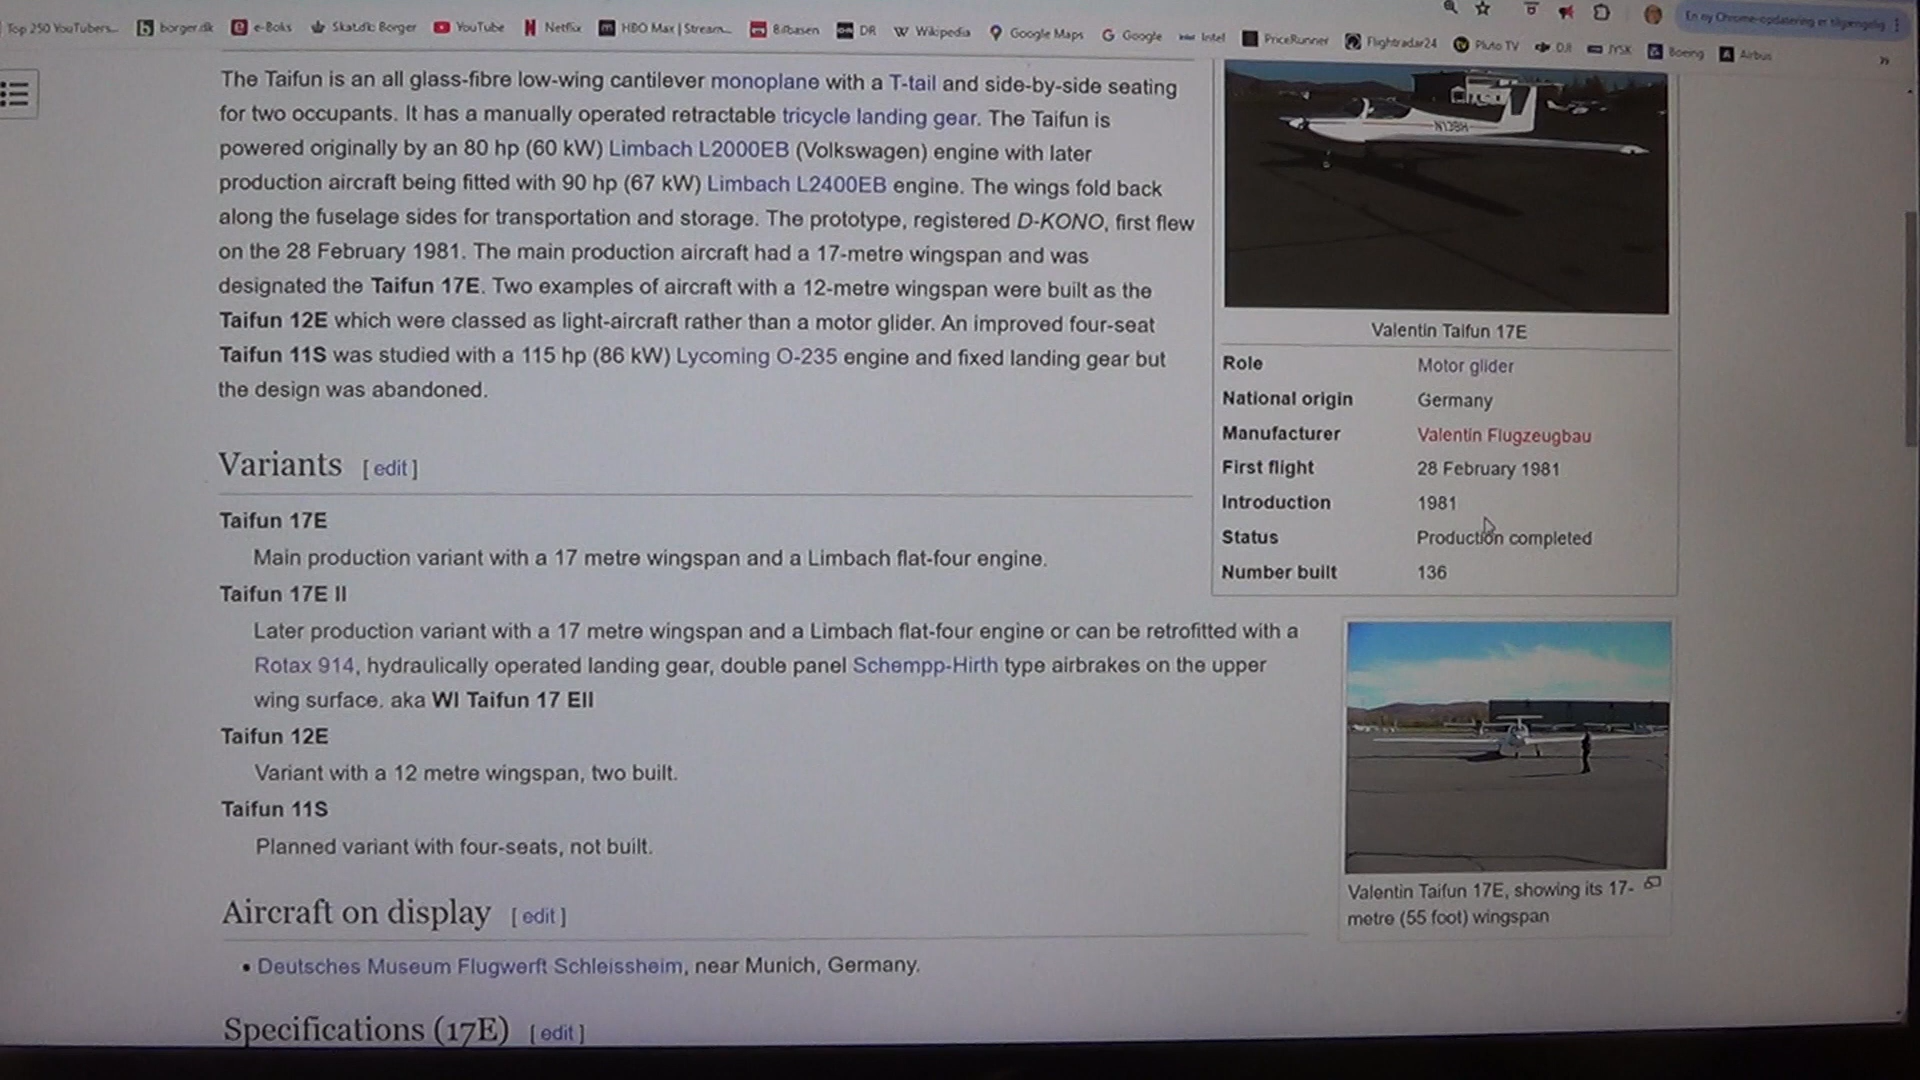 Top 250 YouTubers... borger.dk e-Boks Skat.dk: Borger YouTube Netflix HBO Max | Stream... Bilbasen DR Wikipedia Google Maps Google Intel PriceRunner Flightradar24 Pluto TV DJI JYSK Boeing Airbus
En ny Chrome-opdatering er tilgængelig
The Taifun is an all glass-fibre low-wing cantilever monoplane with a T-tail and side-by-side seating
for two occupants. It has a manually operated retractable tricycle landing gear. The Taifun is
powered originally by an 80 hp (60 kW) Limbach L2000EB (Volkswagen) engine with later
production aircraft being fitted with 90 hp (67 kW) Limbach L2400EB engine. The wings fold back
along the fuselage sides for transportation and storage. The prototype, registered D-KONO, first flew
on the 28 February 1981. The main production aircraft had a 17-metre wingspan and was
designated the Taifun 17E. Two examples of aircraft with a 12-metre wingspan were built as the
Taifun 12E which were classed as light-aircraft rather than a motor glider. An improved four-seat
Taifun 11S was studied with a 115 hp (86 kW) Lycoming O-235 engine and fixed landing gear but
the design was abandoned.
Variants [ edit ]
Taifun 17E
Main production variant with a 17 metre wingspan and a Limbach flat-four engine.
Taifun 17E II
Later production variant with a 17 metre wingspan and a Limbach flat-four engine or can be retrofitted with a
Rotax 914, hydraulically operated landing gear, double panel Schempp-Hirth type airbrakes on the upper
wing surface. aka WI Taifun 17 EII
Taifun 12E
Variant with a 12 metre wingspan, two built.
Taifun 11S
Planned variant with four-seats, not built.
Aircraft on display [ edit ]
• Deutsches Museum Flugwerft Schleissheim, near Munich, Germany.
Specifications (17E) [ edit ]
N138H
Valentin Taifun 17E
Role Motor glider
National origin Germany
Manufacturer Valentin Flugzeugbau
First flight 28 February 1981
Introduction 1981
Status Production completed
Number built 136
Valentin Taifun 17E, showing its 17-
metre (55 foot) wingspan